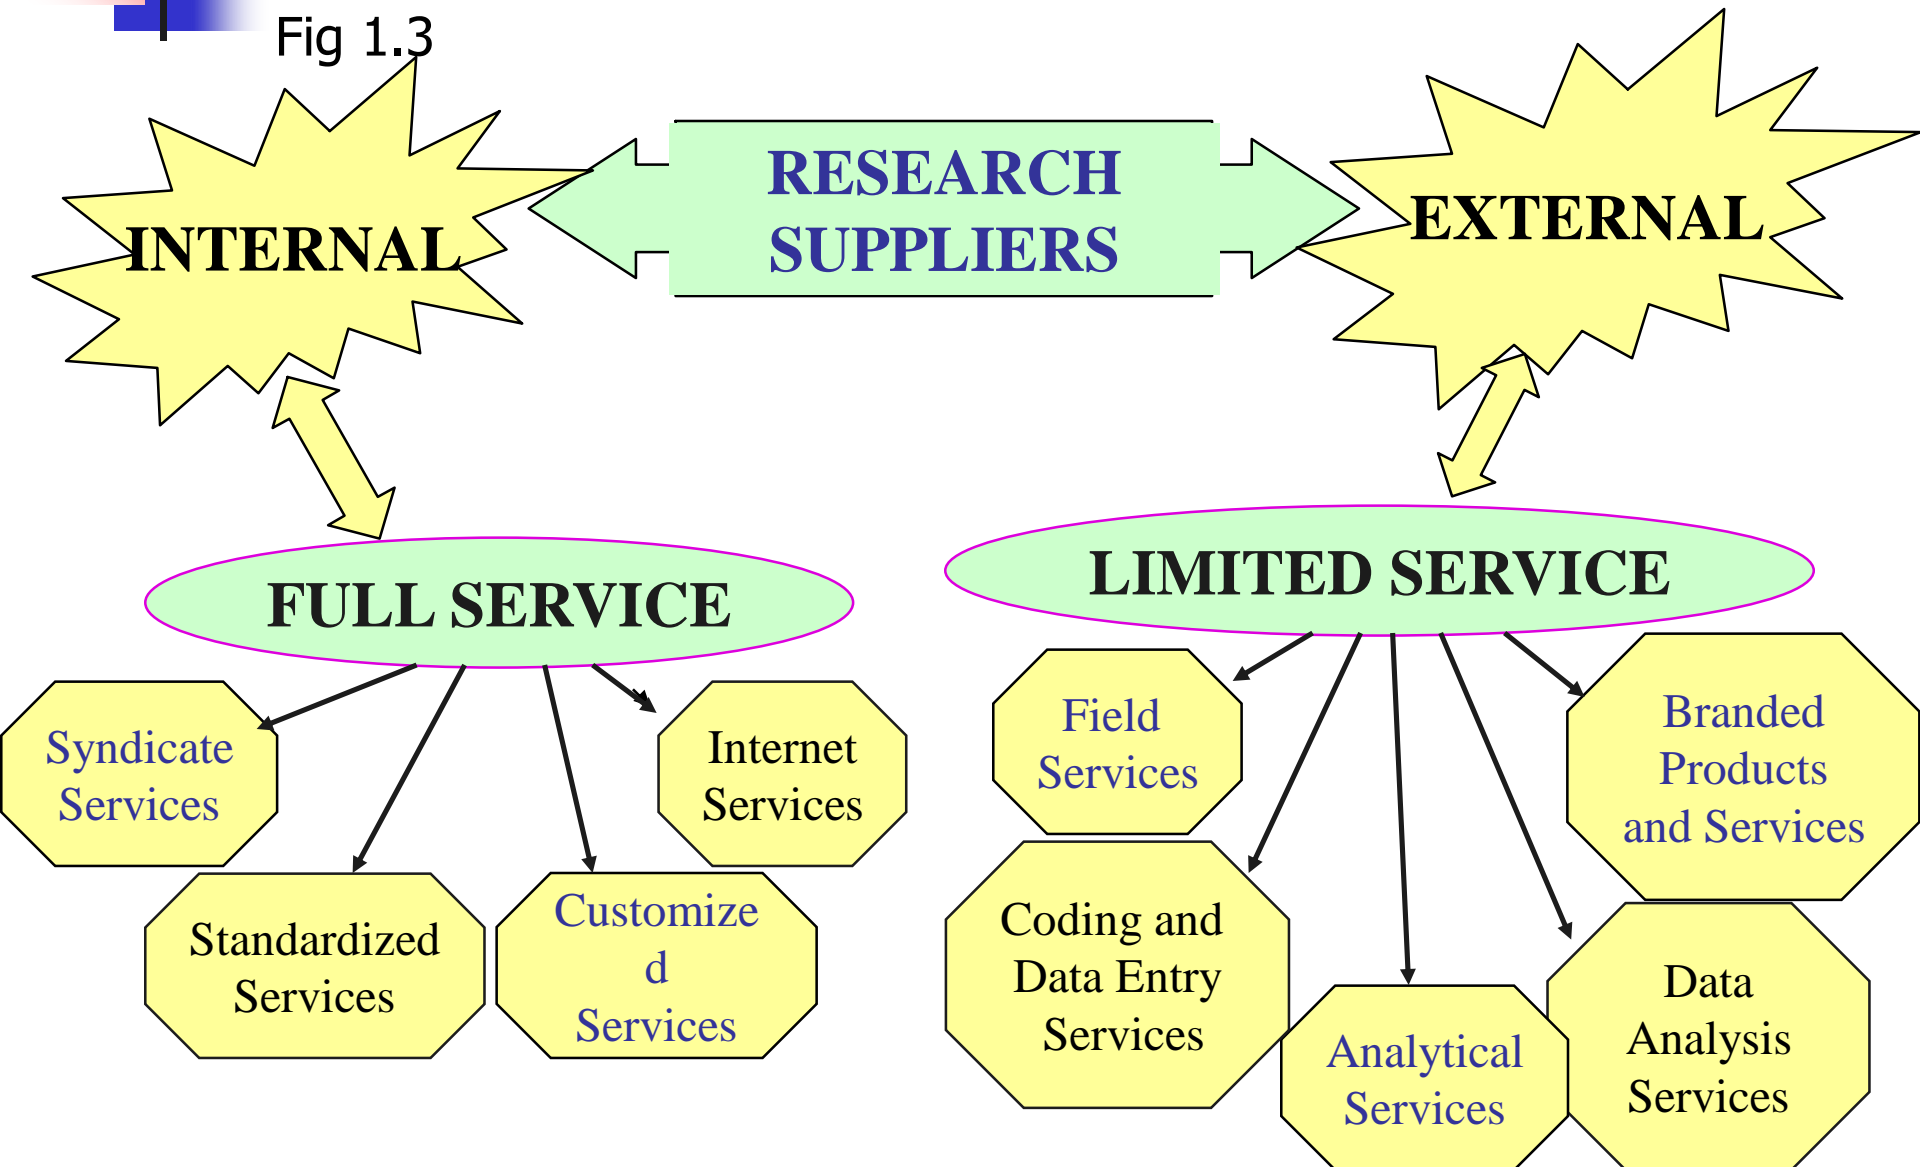 Fig 1.3
RESEARCH
SUPPLIERS
INTERNAL
EXTERNAL
FULL SERVICE
LIMITED SERVICE
Syndicate
Services
Standardized
Services
Customize
d
Services
Internet
Services
Field
Services
Coding and
Data Entry
Services
Analytical
Services
Data
Analysis
Services
Branded
Products
and Services